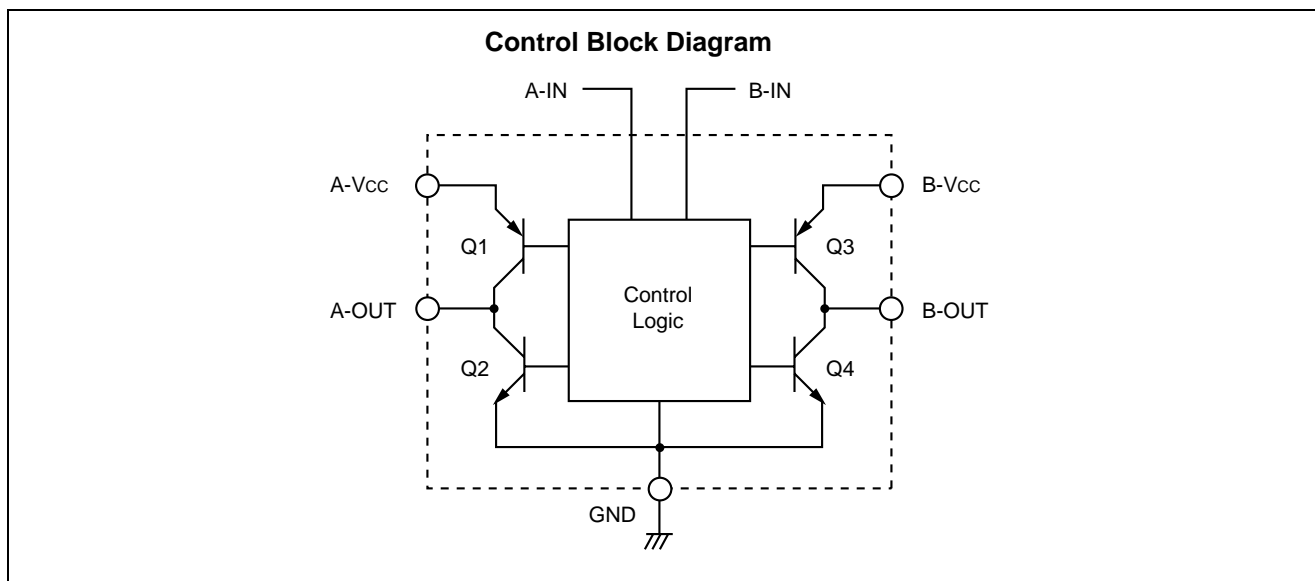 Control Block Diagram
A-IN
B-IN
A-VCC
B-VCC
Q1
Q3
Control
Logic
A-OUT
B-OUT
Q2
Q4
GND